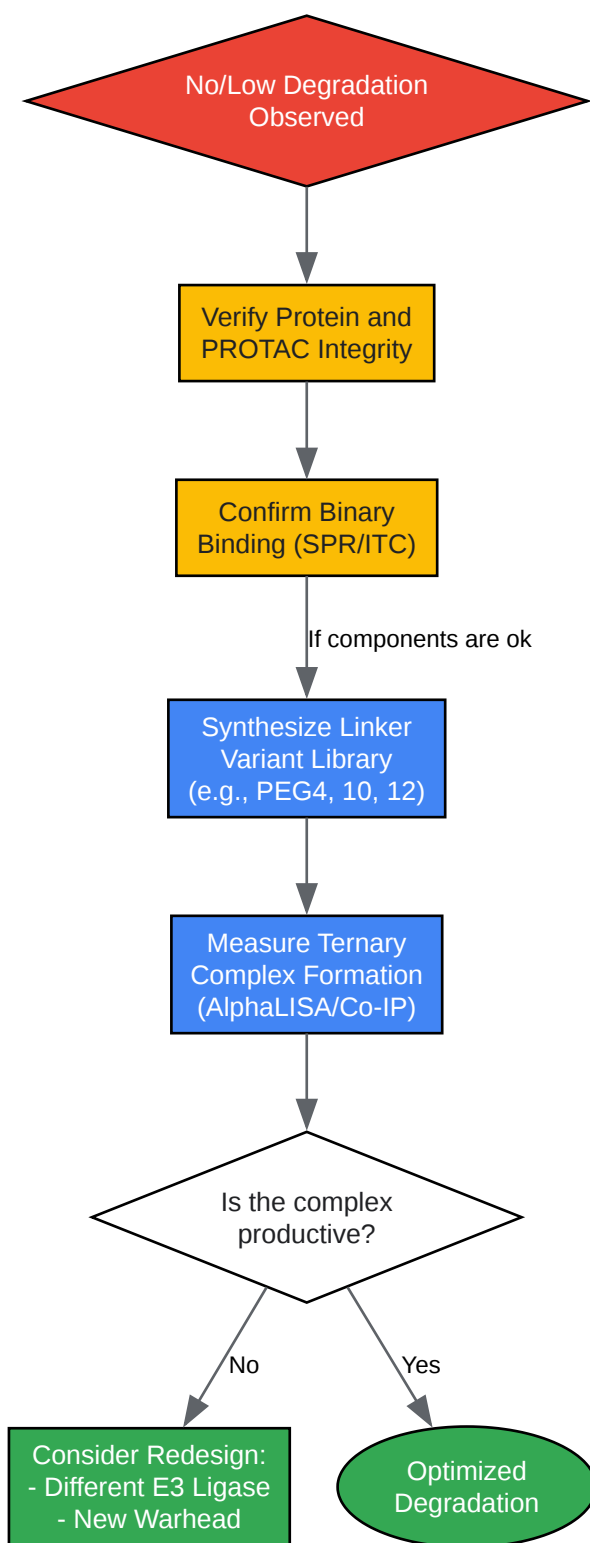 No/Low Degradation
Observed
Verify Protein and
PROTAC Integrity
Confirm Binary
Binding (SPR/ITC)
If components are ok
Synthesize Linker
Variant Library
(e.g., PEG4, 10, 12)
Measure Ternary
Complex Formation
(AlphaLISA/Co-IP)
Is the complex
productive?
No
Yes
Consider Redesign:
- Different E3 Ligase
- New Warhead
Optimized
Degradation